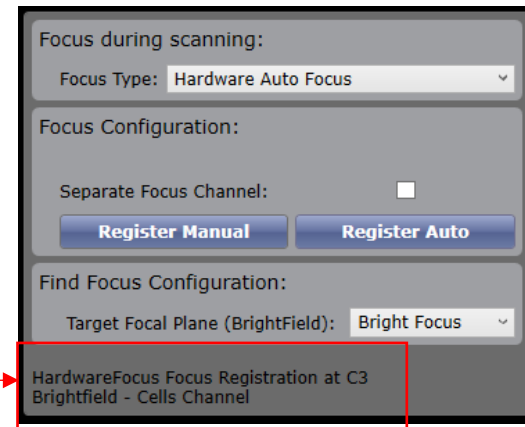 Focus during scanning:
Focus Type: Hardware Auto Focus
Focus Configuration:
Separate Focus Channel:
Register Manual Register Auto
Find Focus Configuration:
Target Focal Plane (BrightField): Bright Focus
HardwareFocus Focus Registration at C3
Brightfield - Cells Channel